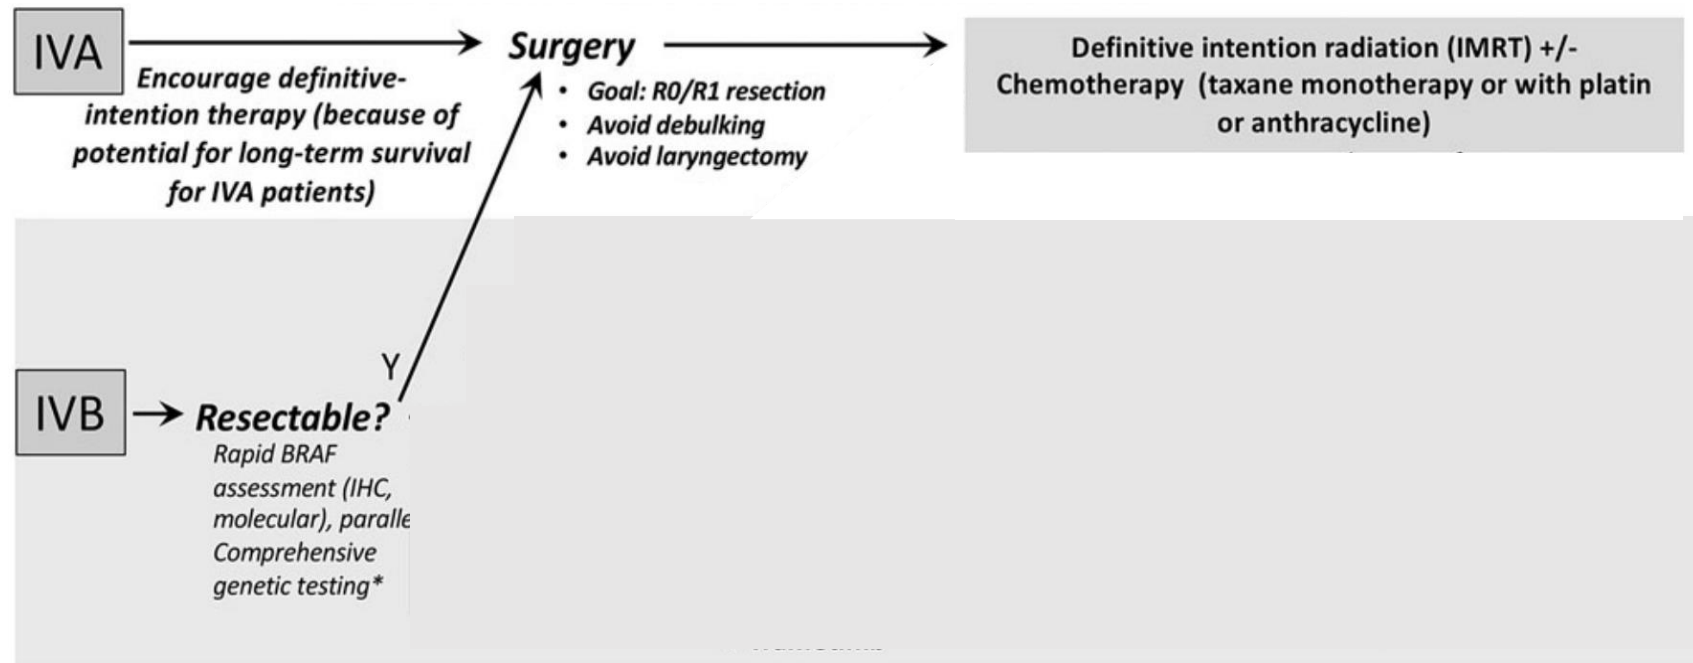 IVA
Encourage definitive-
intention therapy (because of
potential for long-term survival
for IVA patients)
Surgery
• Goal: R0/R1 resection
• Avoid debulking
• Avoid laryngectomy
Definitive intention radiation (IMRT) +/-
Chemotherapy (taxane monotherapy or with platin
or anthracycline)
Y
IVB
Resectable?
Rapid BRAF
assessment (IHC,
molecular), paralle
Comprehensive
genetic testing*